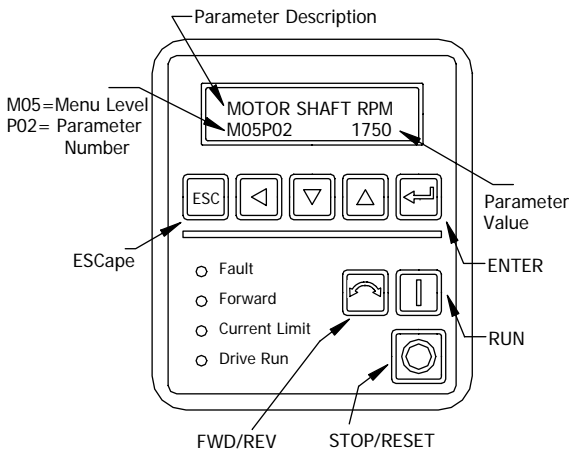 Parameter Description
M05=Menu Level
P02= Parameter
Number
MOTOR SHAFT RPM
M05P02 1750
Parameter
Value
ESC
ESCape
ENTER
Fault
Forward
Current Limit
Drive Run
RUN
FWD/REV
STOP/RESET